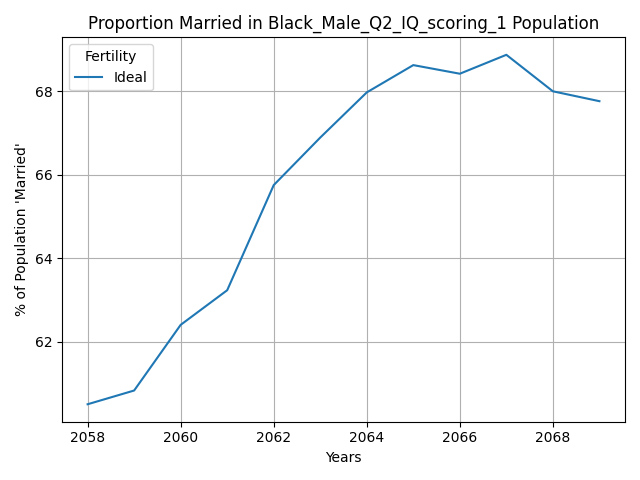 Proportion Married in Black_Male_Q2_IQ_scoring_1 Population
Fertility
Ideal
% of Population 'Married'
68
66
64
62
2058 2060 2062 2064 2066 2068
Years